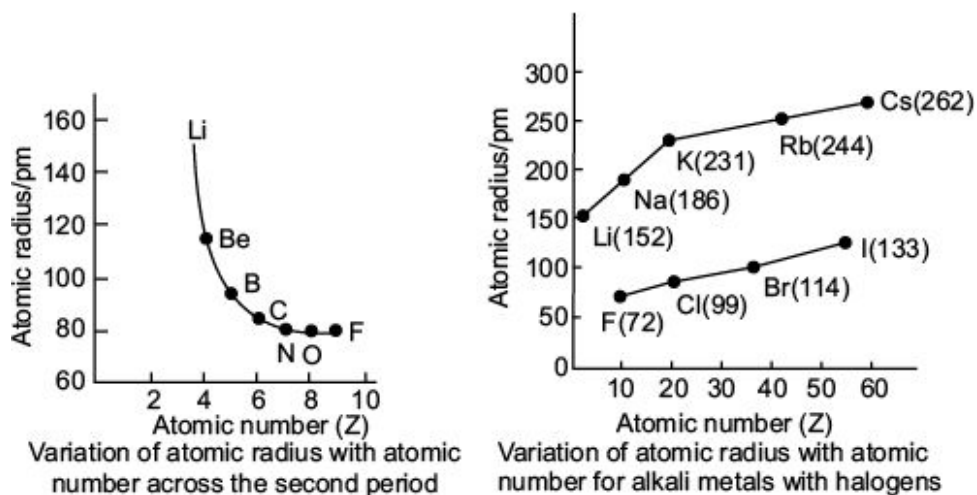 Atomic radius/pm
160
140
120
100
80
60
Li
Be
B
C
N O
F
2 4 6 8 10
Atomic number (Z)
Variation of atomic radius with atomic
number across the second period
Atomic radius/pm
300
250
200
150
100
50
0
Cs(262)
Rb(244)
K(231)
Na(186)
Li(152)
I(133)
Br(114)
Cl(99)
F(72)
10 20 30 40 50 60
Atomic number (Z)
Variation of atomic radius with atomic
number for alkali metals with halogens